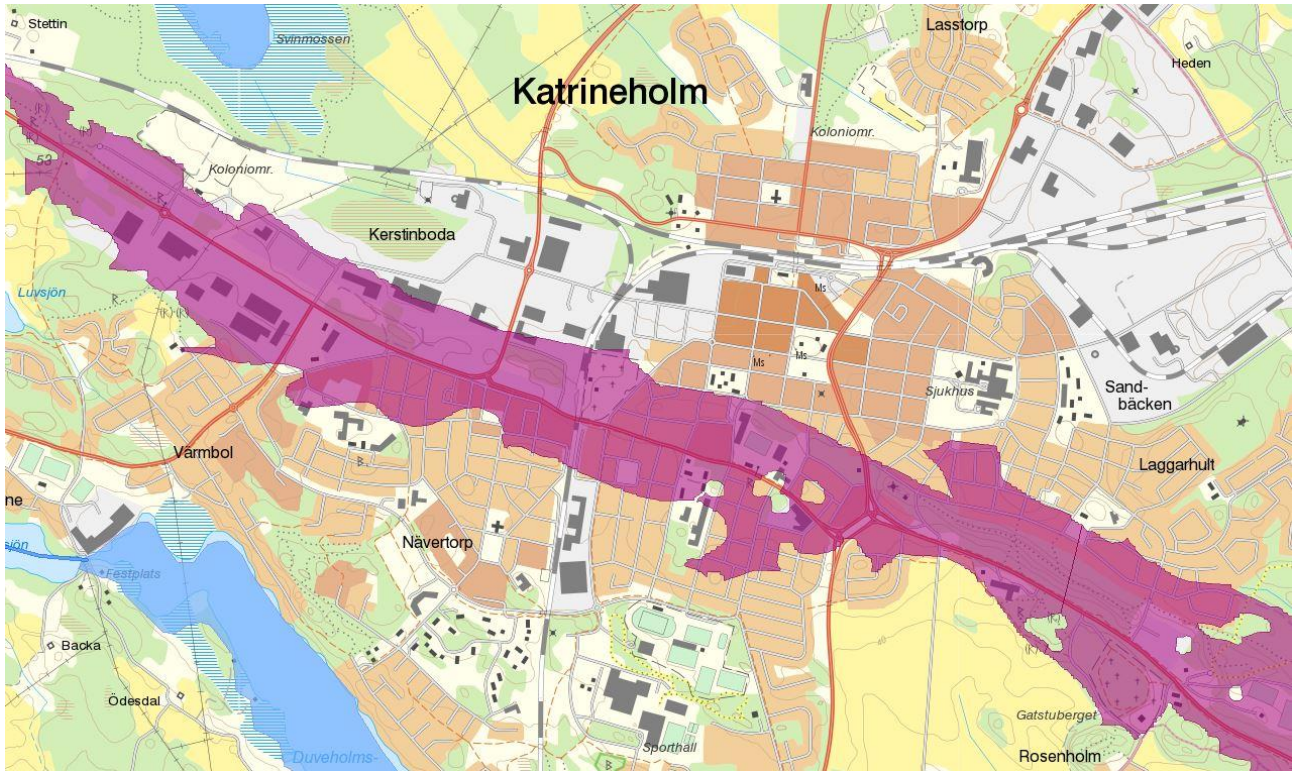 Stettin
Svinmossen
Lasstorp
Heden
Katrineholm
Koloniomr.
53
Koloniomr.
Kerstinboda
Luvsjön
R
(K) (K)
Ms
Ms
Ms
Sjukhus
Sand-
bäcken
Värmbol
Laggarhult
ne
sjön
Nävertorp
Festplats
Backa
Ödesdal
Gatstuberget
Sporthall
Duveholms-
Rosenholm